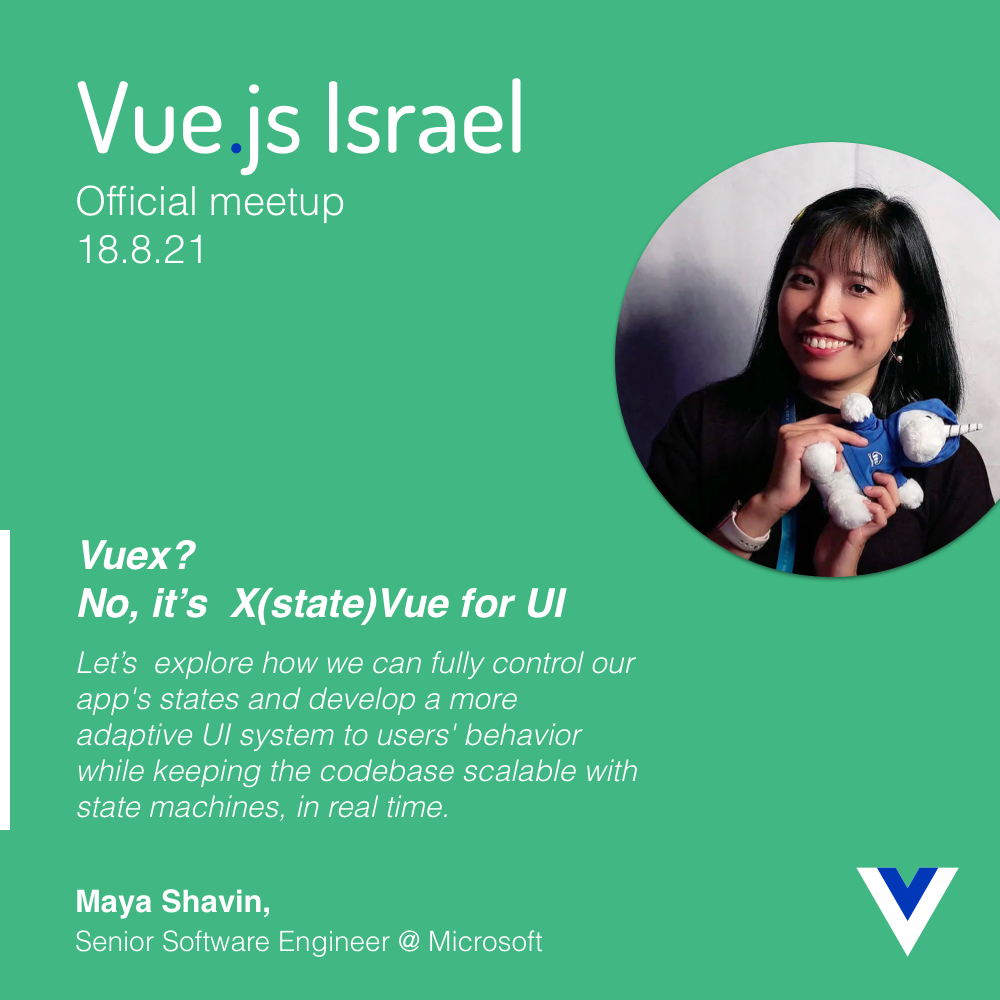 Vue.js Israel
Official meetup
18.8.21
Vuex?
No, it’s  X(state)Vue for UI
Let’s  explore how we can fully control our
app's states and develop a more
adaptive UI system to users' behavior
while keeping the codebase scalable with
state machines, in real time.
Maya Shavin,
Senior Software Engineer @ Microsoft